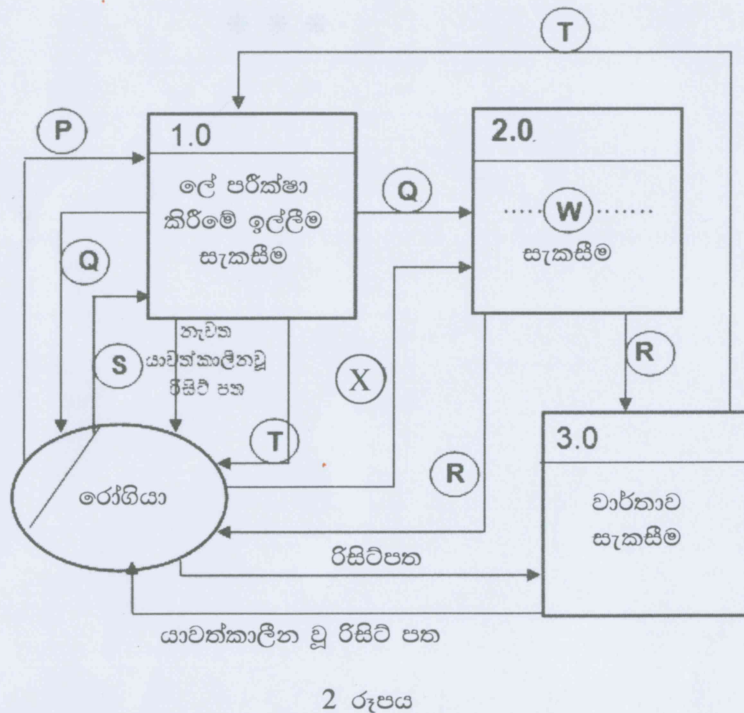 T
P
1.0
ලේ පරීක්ෂා
කිරීමේ ඉල්ලීම
සැකසීම
Q
2.0
W
සැකසීම
Q
S
නැවත
යාවත්කාලීනවූ
රිසිට් පත
X
R
T
R
3.0
රෝගියා
වාර්තාව
සැකසීම
රිසිට්පත
යාවත්කාලීන වූ රිසිට් පත
2 රූපය